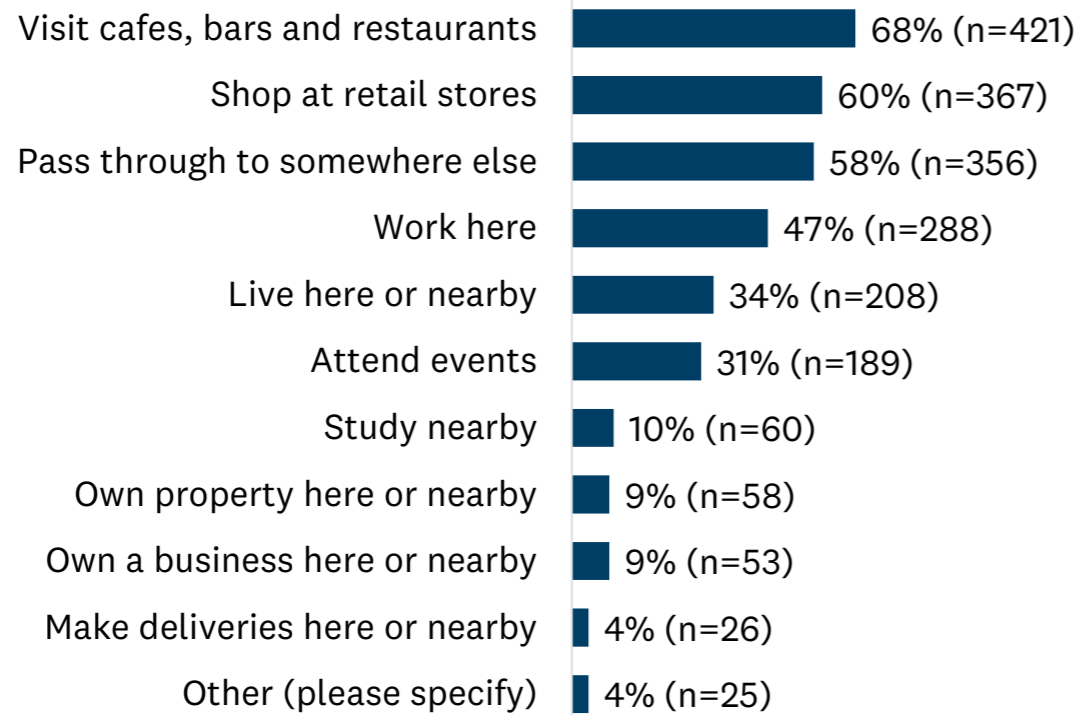 Visit cafes, bars and restaurants 68% (n=421)
Shop at retail stores 60% (n=367)
Pass through to somewhere else 58% (n=356)
Work here 47% (n=288)
Live here or nearby 34% (n=208)
Attend events 31% (n=189)
Study nearby 10% (n=60)
Own property here or nearby 9% (n=58)
Own a business here or nearby 9% (n=53)
Make deliveries here or nearby 4% (n=26)
Other (please specify) 4% (n=25)